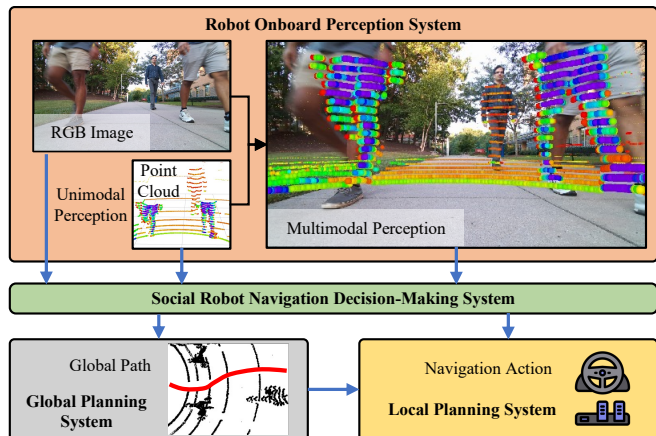 Robot Onboard Perception System
RGB Image
Point
Cloud
Unimodal
Perception
Multimodal Perception
Social Robot Navigation Decision-Making System
Global Path
Global Planning
System
Navigation Action
Local Planning System